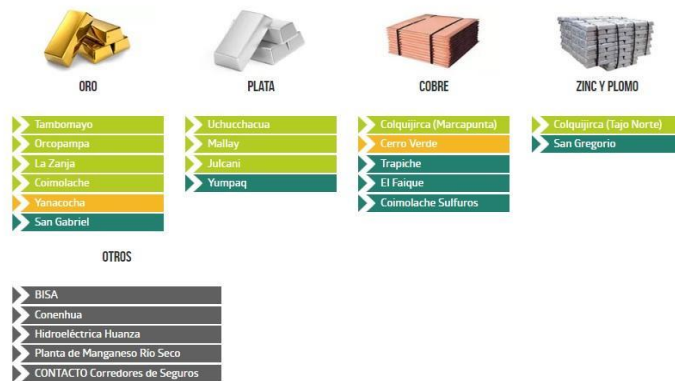 ORO
Tambomayo
Orcopampa
La Zanja
Coimolache
Yanacocha
San Gabriel
PLATA
Uchucchacua
Mallay
Julcani
Yumpaq
COBRE
Colquijirca (Marcapunta)
Cerro Verde
Trapiche
El Faique
Coimolache Sulfuros
ZINC Y PLOMO
Colquijirca (Tajo Norte)
San Gregorio
OTROS
BISA
Conenhua
Hidroeléctrica Huanza
Planta de Manganeso Río Seco
CONTACTO Corredores de Seguros